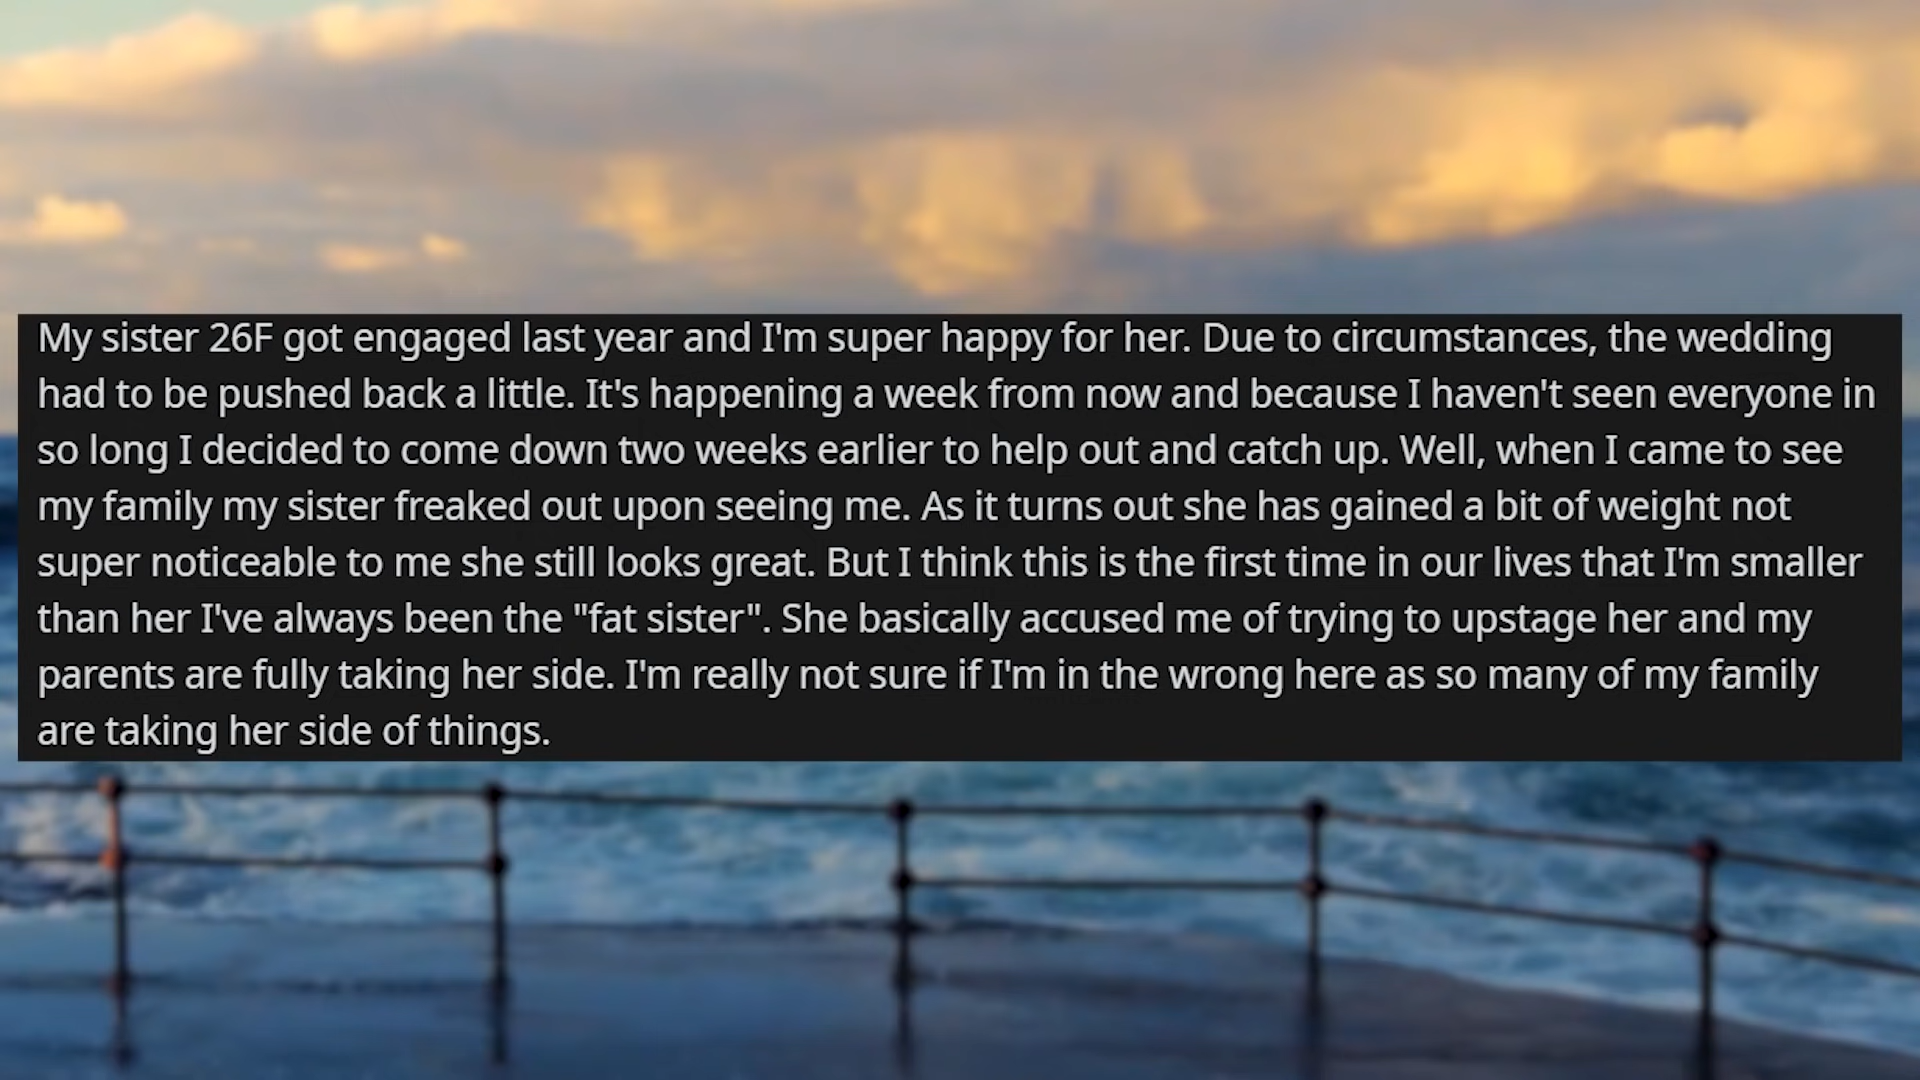 My sister 26F got engaged last year and I'm super happy for her. Due to circumstances, the wedding
had to be pushed back a little. It's happening a week from now and because I haven't seen everyone in
so long I decided to come down two weeks earlier to help out and catch up. Well, when I came to see
my family my sister freaked out upon seeing me. As it turns out she has gained a bit of weight not
super noticeable to me she still looks great. But I think this is the first time in our lives that I'm smaller
than her I've always been the "fat sister". She basically accused me of trying to upstage her and my
parents are fully taking her side. I'm really not sure if I'm in the wrong here as so many of my family
are taking her side of things.